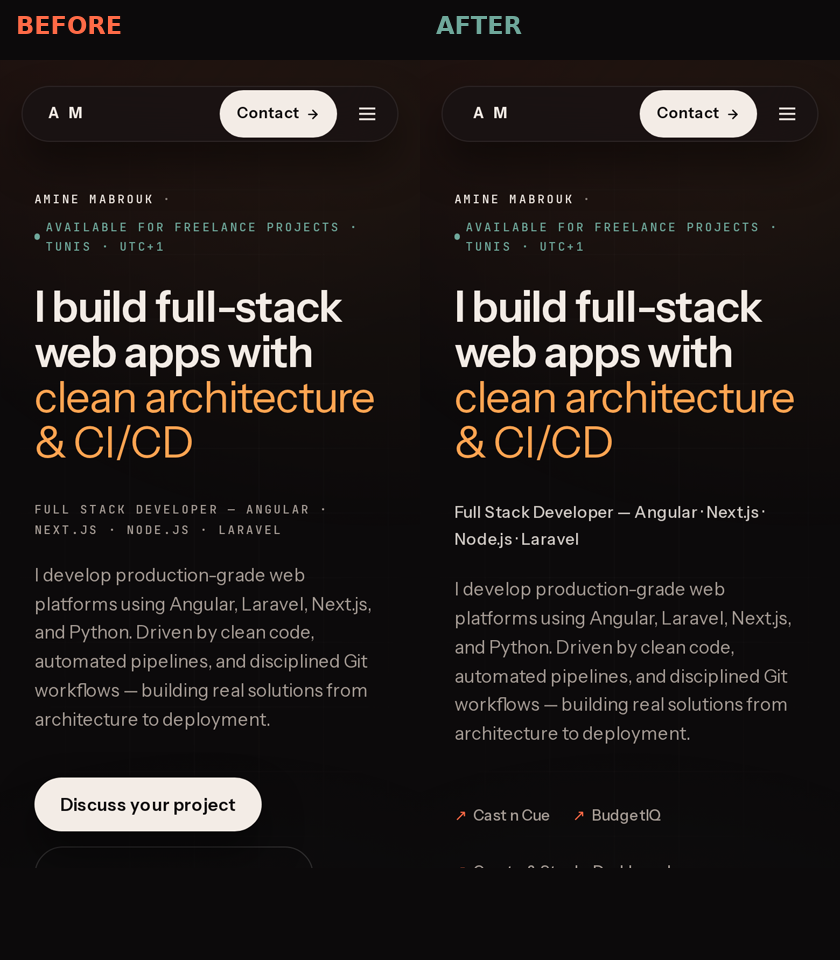 BEFORE
A M
Contact →
AMINE MABROUK ·
AVAILABLE FOR FREELANCE PROJECTS ·
TUNIS · UTC+1
I build full-stack
web apps with
clean architecture
& CI/CD
FULL STACK DEVELOPER — ANGULAR ·
NEXT.JS · NODE.JS · LARAVEL
I develop production-grade web
platforms using Angular, Laravel, Next.js,
and Python. Driven by clean code,
automated pipelines, and disciplined Git
workflows — building real solutions from
architecture to deployment.
Discuss your project
AFTER
A M
Contact →
AMINE MABROUK ·
AVAILABLE FOR FREELANCE PROJECTS ·
TUNIS · UTC+1
I build full-stack
web apps with
clean architecture
& CI/CD
Full Stack Developer — Angular · Next.js ·
Node.js · Laravel
I develop production-grade web
platforms using Angular, Laravel, Next.js,
and Python. Driven by clean code,
automated pipelines, and disciplined Git
workflows — building real solutions from
architecture to deployment.
↗ Cast n Cue ↗ BudgetIQ